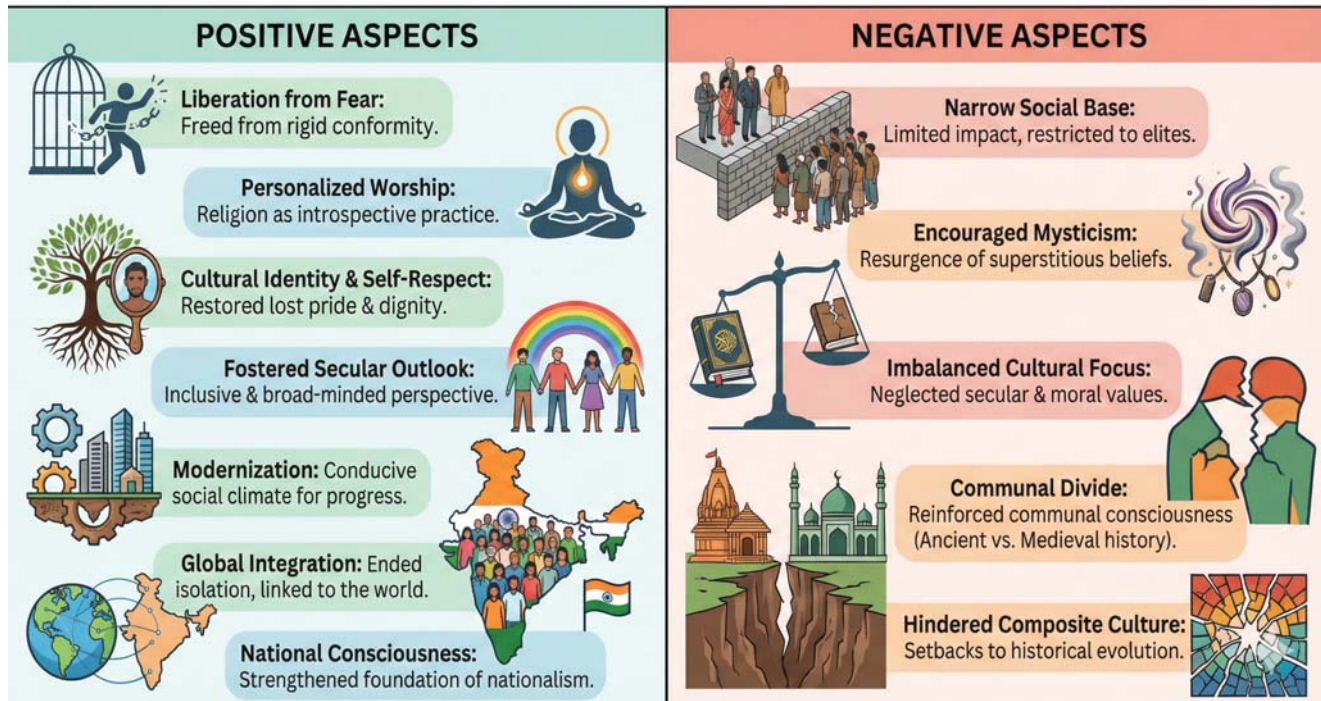 POSITIVE ASPECTS
Liberation from Fear:
Freed from rigid conformity.
Personalized Worship:
Religion as introspective practice.
Cultural Identity & Self-Respect:
Restored lost pride & dignity.
Fostered Secular Outlook:
Inclusive & broad-minded perspective.
Modernization: Conducive
social climate for progress.
Global Integration: Ended
isolation, linked to the world.
National Consciousness:
Strengthened foundation of nationalism.
NEGATIVE ASPECTS
Narrow Social Base:
Limited impact, restricted to elites.
Encouraged Mysticism:
Resurgence of superstitious beliefs.
Imbalanced Cultural Focus:
Neglected secular & moral values.
Communal Divide:
Reinforced communal consciousness
(Ancient vs. Medieval history).
Hindered Composite Culture:
Setbacks to historical evolution.